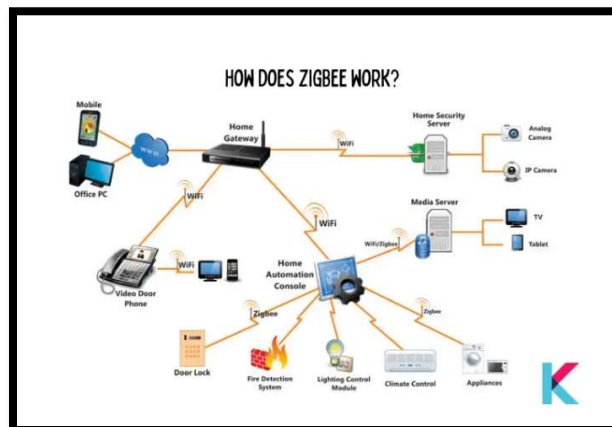 HOW DOES ZIGBEE WORK?
Mobile
Office PC
WWW
Home
Gateway
WiFi
Home Security
Server
Analog
Camera
IP Camera
WiFi
WiFi
Media Server
TV
Tablet
WiFi/Zigbee
WiFi
Video Door
Phone
Home
Automation
Console
Zigbee
Zigbee
Door Lock
Fire Detection
System
Lighting Control
Module
Climate Control
Appliances
K